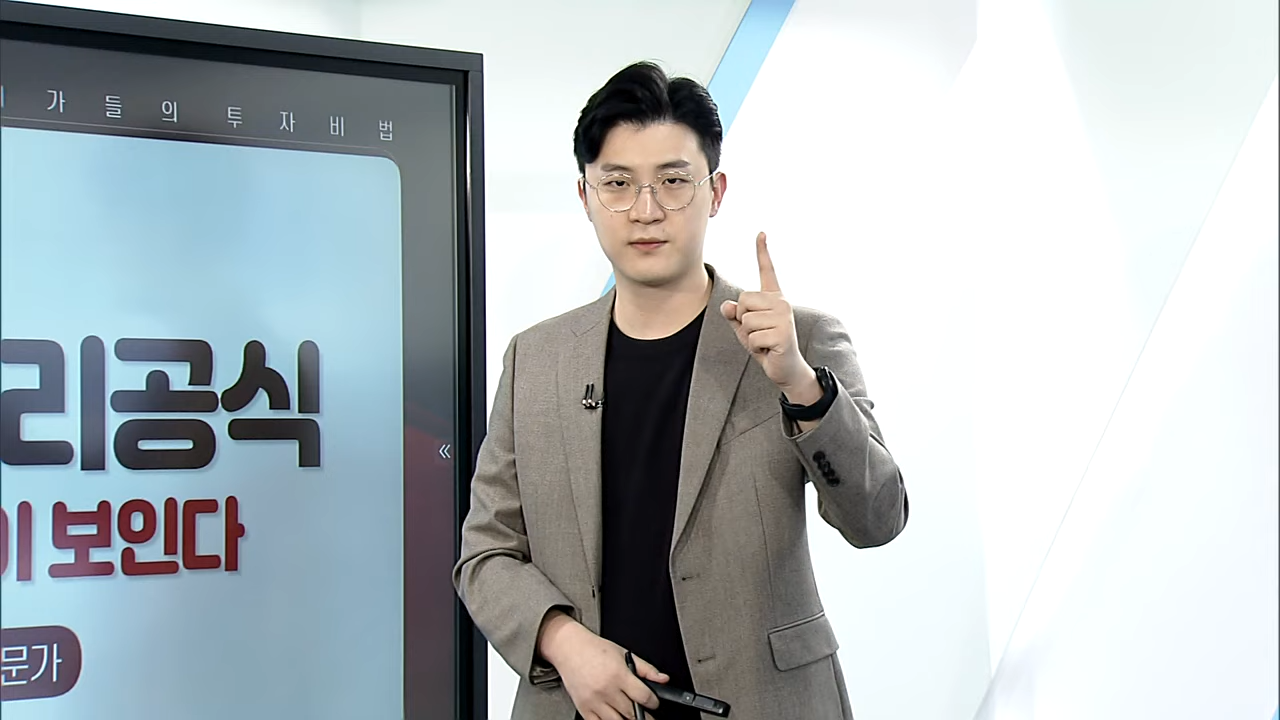 가들의 투자비법
리공식
이 보인다
문가